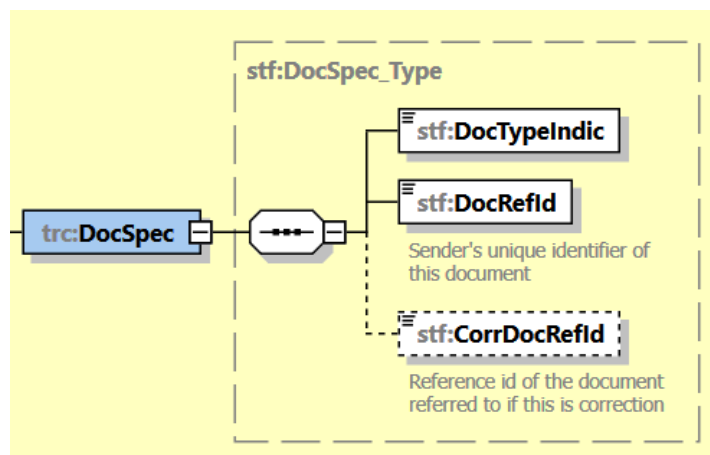 stf:DocSpec_Type
stf:DocTypeIndic
trc:DocSpec
stf:DocRefId
Sender's unique identifier of
this document
stf:CorrDocRefId
Reference id of the document
referred to if this is correction